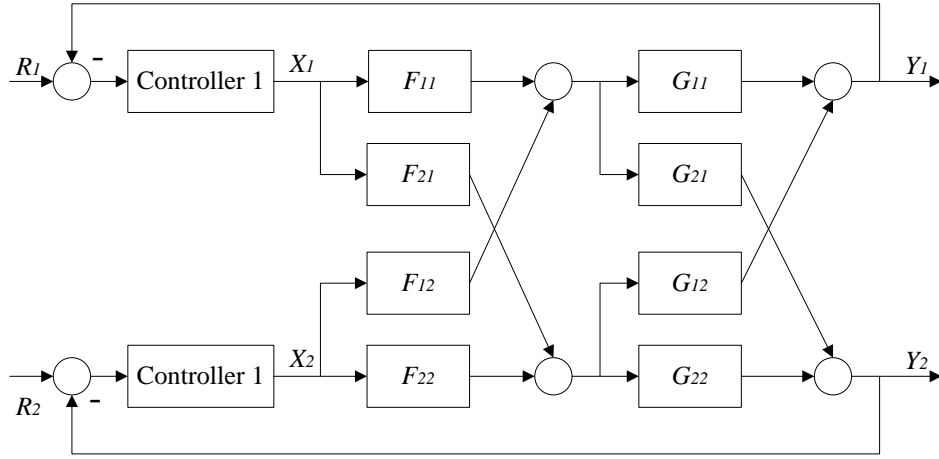 R1
-
Controller 1
X1
F11
G11
Y1
F21
G21
F12
G12
R2
-
Controller 1
X2
F22
G22
Y2